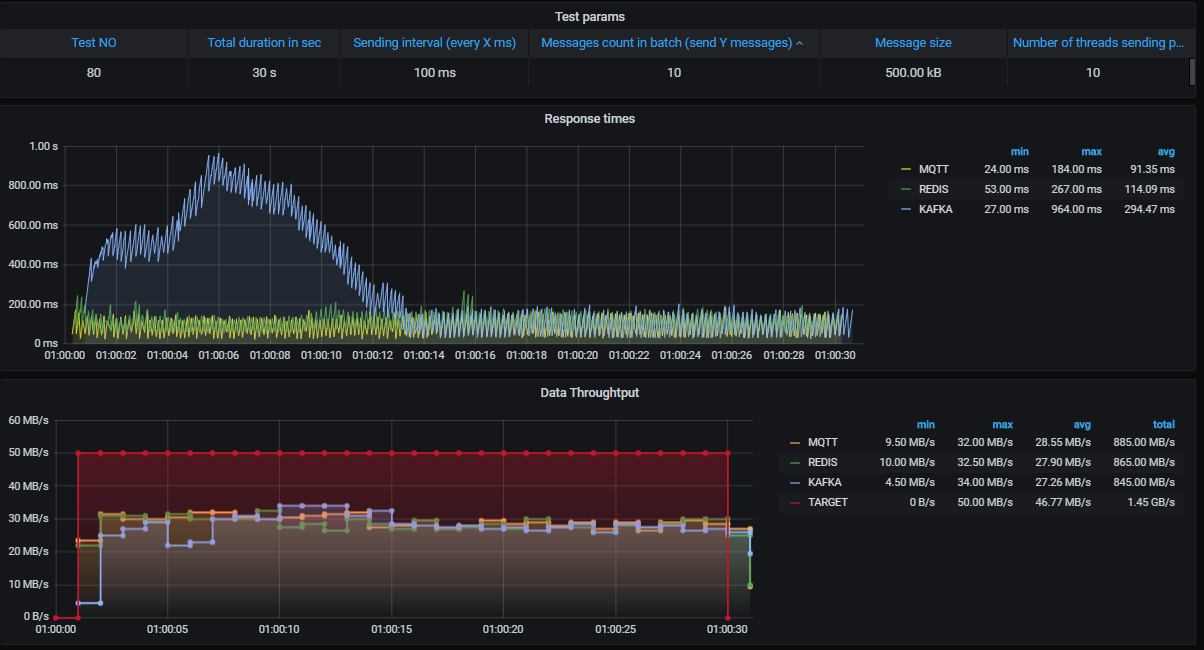 Test params
Test NO Total duration in sec Sending interval (every X ms) Messages count in batch (send Y messages) Message size Number of threads sending p...
80 30 s 100 ms 10 500.00 kB 10
Response times
1.00 s
800.00 ms
600.00 ms
400.00 ms
200.00 ms
0 ms
01:00:00 01:00:02 01:00:04 01:00:06 01:00:08 01:00:10 01:00:12 01:00:14 01:00:16 01:00:18 01:00:20 01:00:22 01:00:24 01:00:26 01:00:28 01:00:30
min max avg
MQTT 24.00 ms 184.00 ms 91.35 ms
REDIS 53.00 ms 267.00 ms 114.09 ms
KAFKA 27.00 ms 964.00 ms 294.47 ms
Data Throughtput
60 MB/s
50 MB/s
40 MB/s
30 MB/s
20 MB/s
10 MB/s
0 B/s
01:00:00 01:00:05 01:00:10 01:00:15 01:00:20 01:00:25 01:00:30
min max avg total
MQTT 9.50 MB/s 32.00 MB/s 28.55 MB/s 885.00 MB/s
REDIS 10.00 MB/s 32.50 MB/s 27.90 MB/s 865.00 MB/s
KAFKA 4.50 MB/s 34.00 MB/s 27.26 MB/s 845.00 MB/s
TARGET 0 B/s 50.00 MB/s 46.77 MB/s 1.45 GB/s